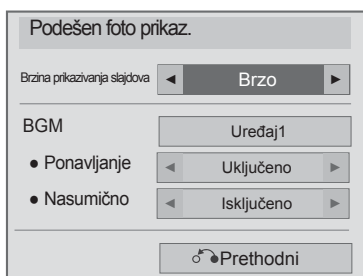 Podešen foto prikaz.
Brzina prikazivanja slajdova ◄ Brzo ►
BGM Uređaj1
● Ponavljanje ◄ Uključeno ►
● Nasumično ◄ Isključeno ►
Prethodni